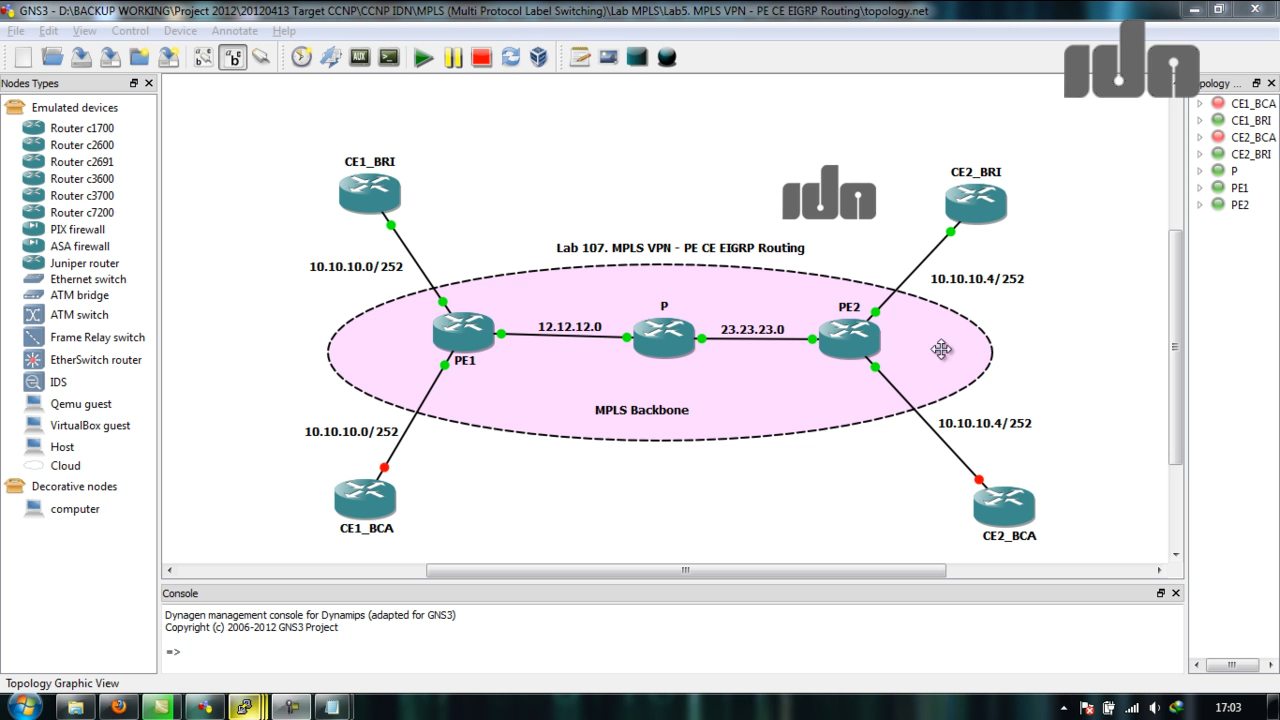 GNS3 - D:\BACKUP WORKING\Project 2012\20120413 Target CCNP\CCNP IDN\MPLS (Multi Protocol Label Switching)\Lab MPLS\Lab5. MPLS VPN - PE CE EIGRP Routing\topology.net
File Edit View Control Device Annotate Help
Nodes Types
Emulated devices
Router c1700
Router c2600
Router c2691
Router c3600
Router c3700
Router c7200
PIX firewall
ASA firewall
Juniper router
Ethernet switch
ATM bridge
ATM switch
Frame Relay switch
EtherSwitch router
IDS
Qemu guest
VirtualBox guest
Host
Cloud
Decorative nodes
computer
idn
idn
CE1_BRI
CE2_BRI
Lab 107. MPLS VPN - PE CE EIGRP Routing
10.10.10.0/252
10.10.10.4/252
P
PE2
12.12.12.0
23.23.23.0
PE1
MPLS Backbone
10.10.10.0/252
10.10.10.4/252
CE1_BCA
CE2_BCA
pology ...
CE1_BCA
CE1_BRI
CE2_BCA
CE2_BRI
P
PE1
PE2
Console
Dynagen management console for Dynamips (adapted for GNS3)
Copyright (c) 2006-2012 GNS3 Project
=>
Topology Graphic View
17:03